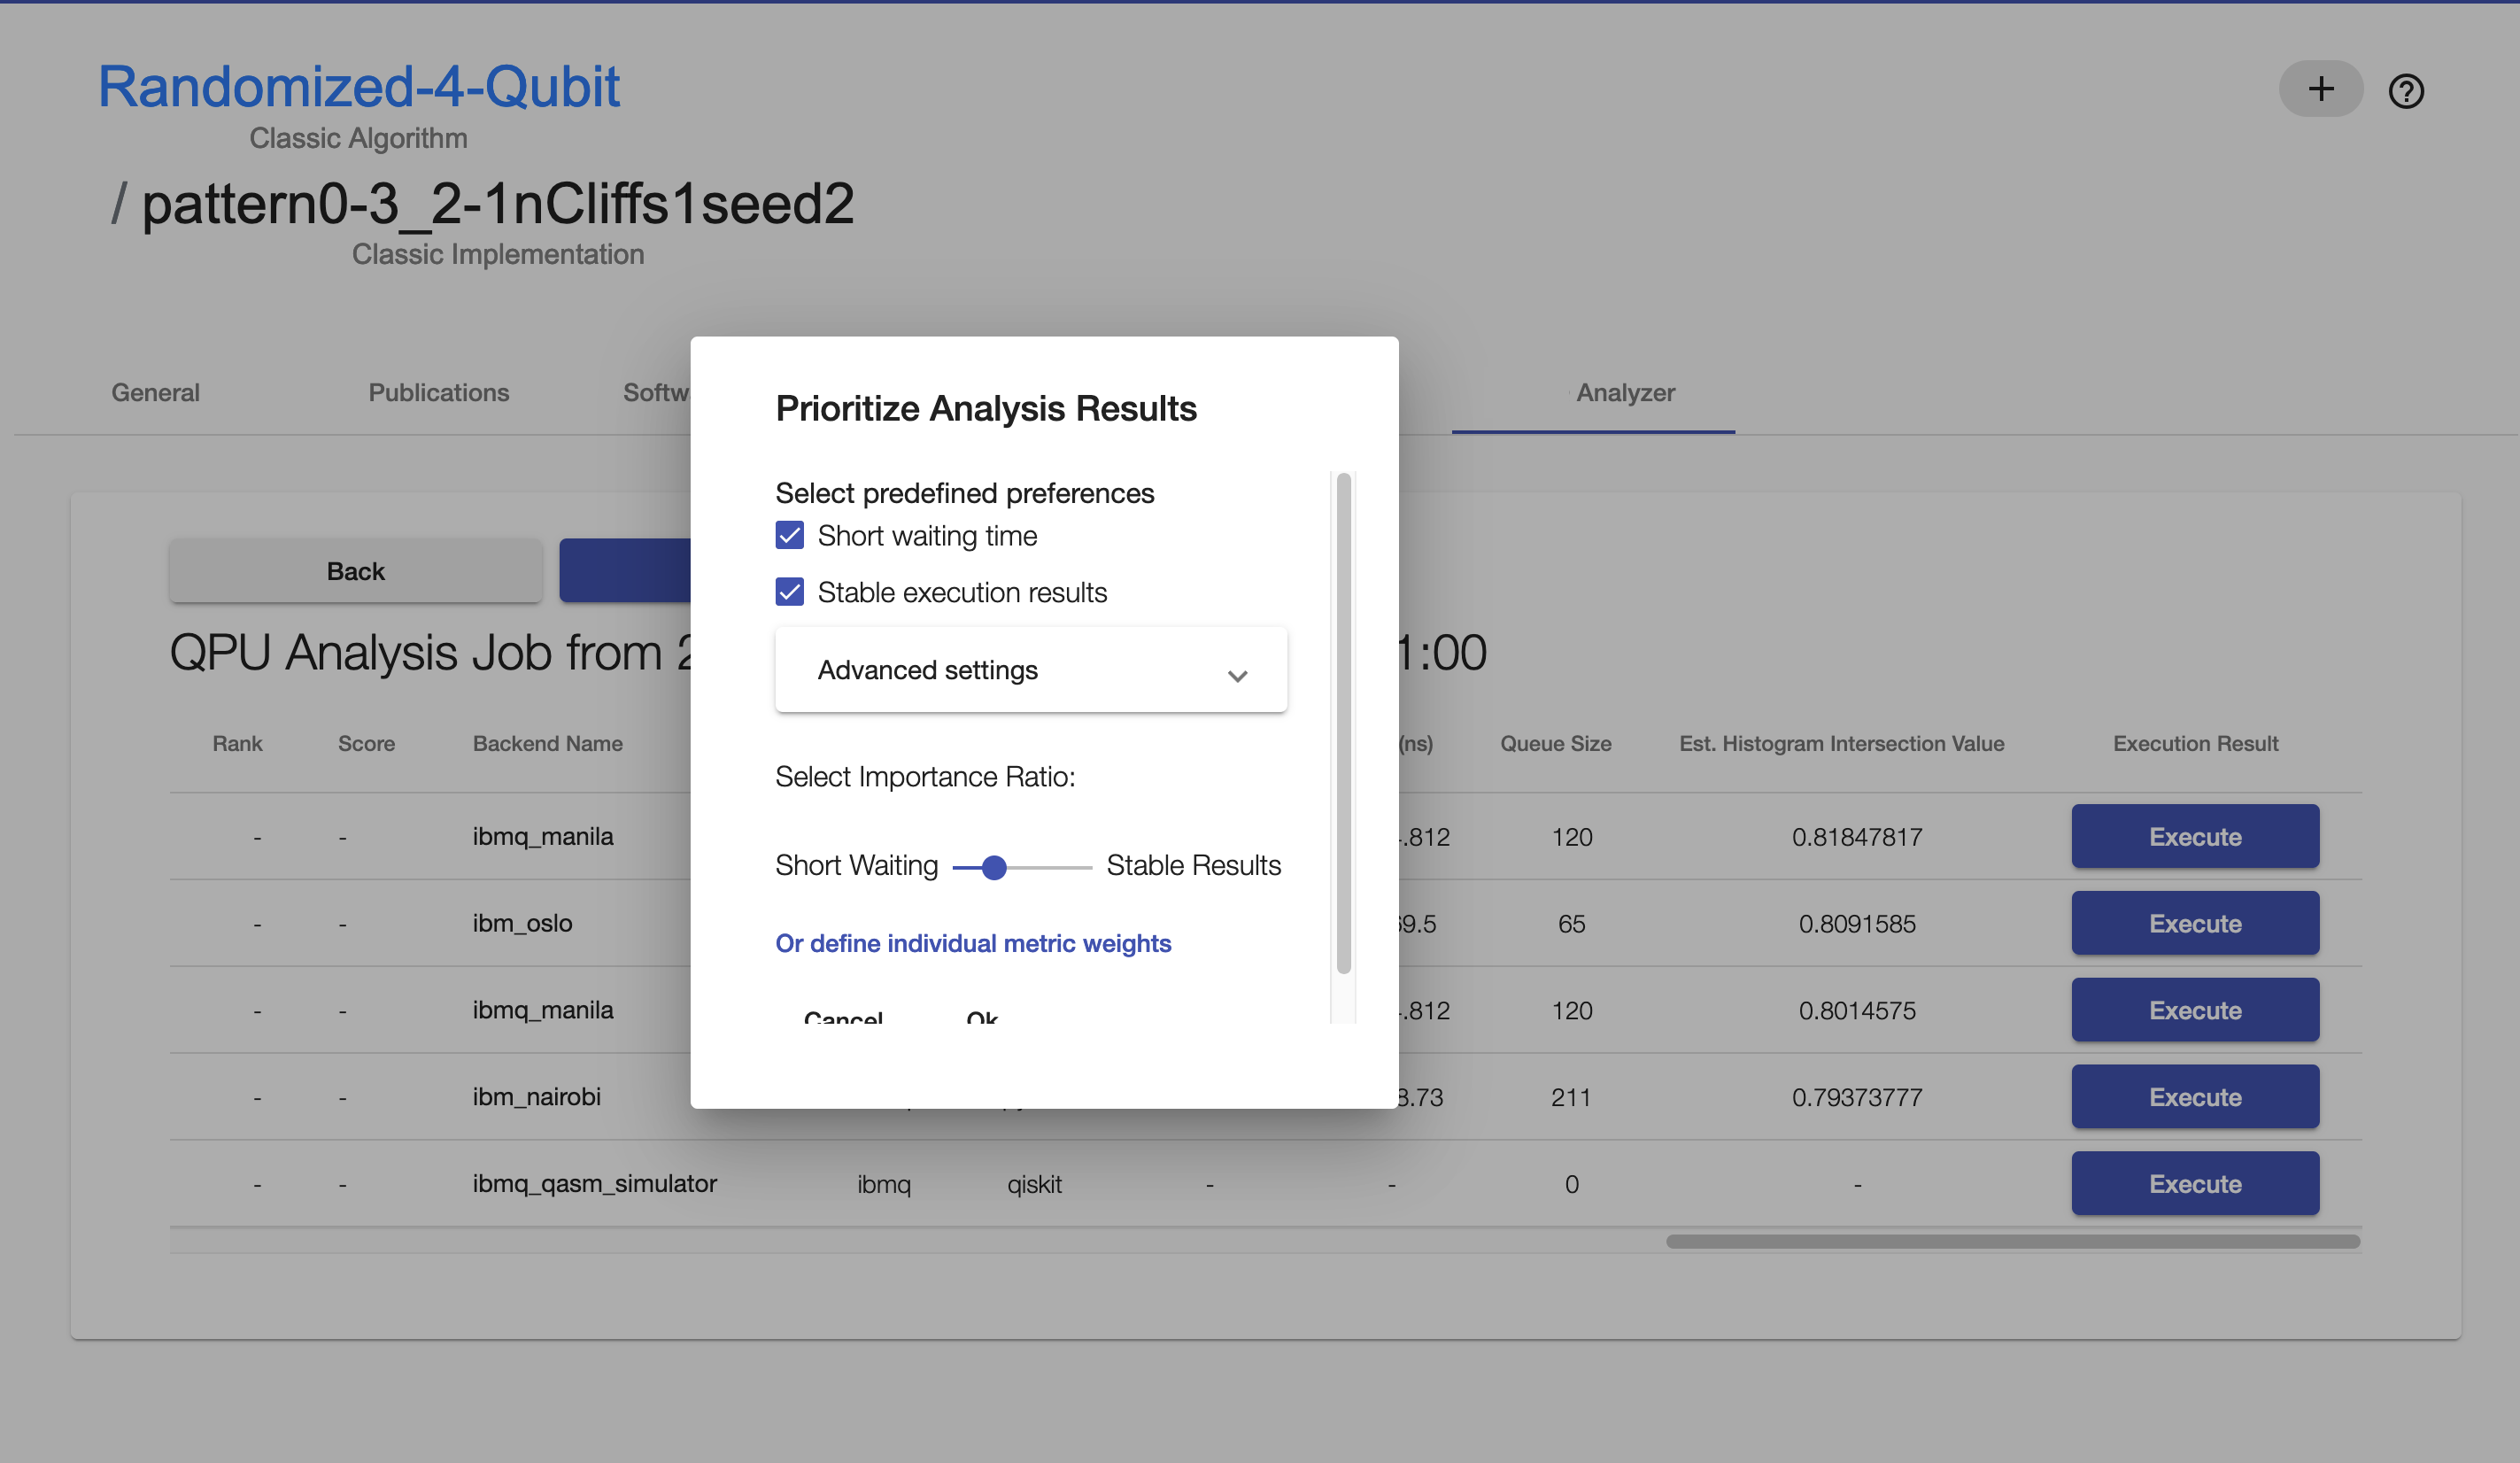 Randomized-4-Qubit
Classic Algorithm
/ pattern0-3_2-1nCliffs1seed2
Classic Implementation
General Publications Analyzer
Prioritize Analysis Results
Select predefined preferences
Short waiting time
Stable execution results
Advanced settings
Select Importance Ratio:
Short Waiting Stable Results
Or define individual metric weights
Cancel Ok
Back
QPU Analysis Job from 2 1:00
Rank Score Backend Name (ns) Queue Size Est. Histogram Intersection Value Execution Result
- - ibmq_manila .812 120 0.81847817 Execute
- - ibm_oslo 9.5 65 0.8091585 Execute
- - ibmq_manila .812 120 0.8014575 Execute
- - ibm_nairobi 8.73 211 0.79373777 Execute
- - ibmq_qasm_simulator ibmq qiskit - - 0 - Execute